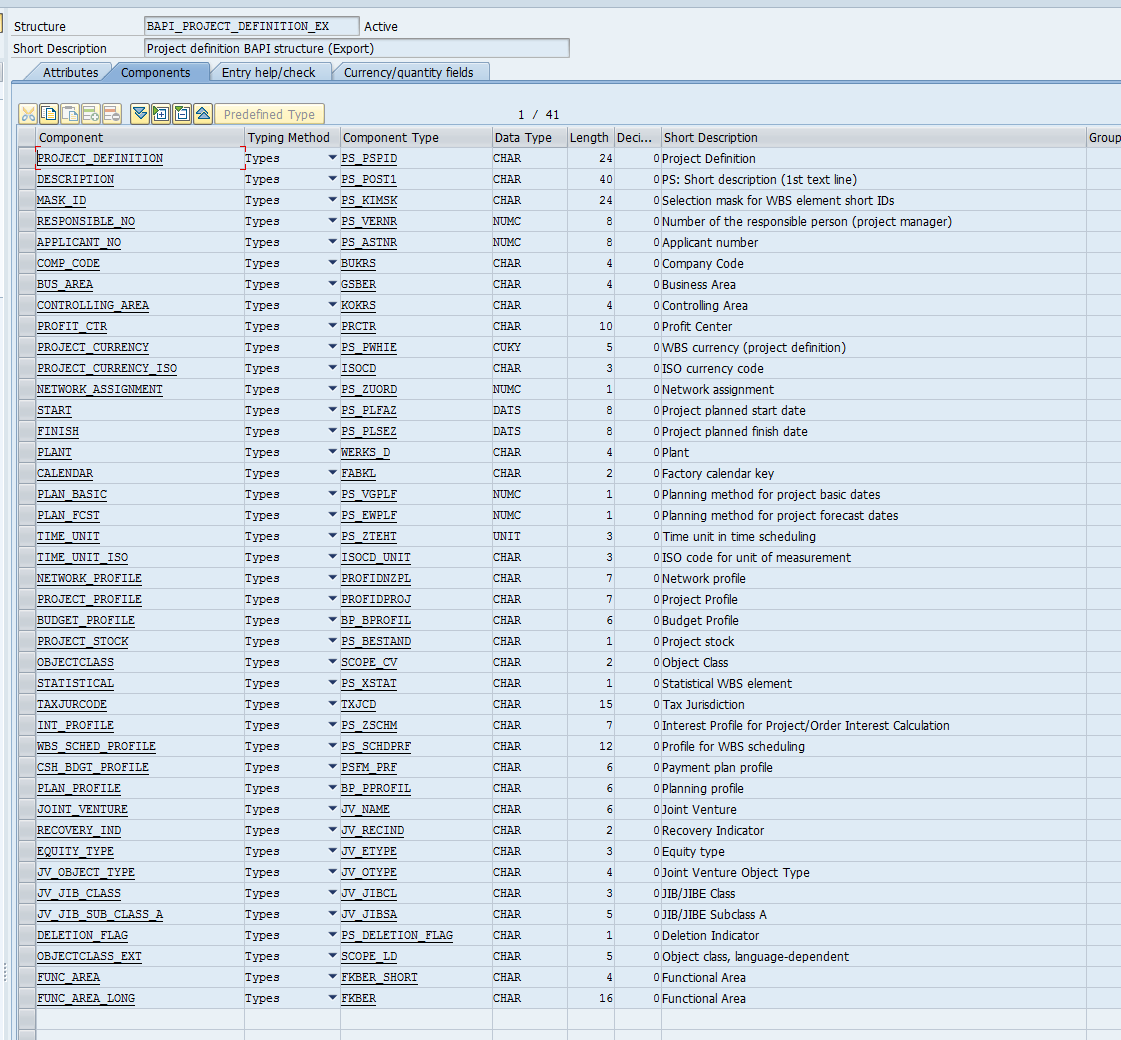 Structure BAPI_PROJECT_DEFINITION_EX Active
Short Description Project definition BAPI structure (Export)
Attributes Components Entry help/check Currency/quantity fields
Predefined Type 1 / 41
Component Typing Method Component Type Data Type Length Deci... Short Description Group
PROJECT_DEFINITION Types PS_PSPID CHAR 24 0 Project Definition
DESCRIPTION Types PS_POST1 CHAR 40 0 PS: Short description (1st text line)
MASK_ID Types PS_KIMSK CHAR 24 0 Selection mask for WBS element short IDs
RESPONSIBLE_NO Types PS_VERNR NUMC 8 0 Number of the responsible person (project manager)
APPLICANT_NO Types PS_ASTNR NUMC 8 0 Applicant number
COMP_CODE Types BUKRS CHAR 4 0 Company Code
BUS_AREA Types GSBER CHAR 4 0 Business Area
CONTROLLING_AREA Types KOKRS CHAR 4 0 Controlling Area
PROFIT_CTR Types PRCTR CHAR 10 0 Profit Center
PROJECT_CURRENCY Types PS_PWHIE CUKY 5 0 WBS currency (project definition)
PROJECT_CURRENCY_ISO Types ISOCD CHAR 3 0 ISO currency code
NETWORK_ASSIGNMENT Types PS_ZUORD NUMC 1 0 Network assignment
START Types PS_PLFAZ DATS 8 0 Project planned start date
FINISH Types PS_PLSEZ DATS 8 0 Project planned finish date
PLANT Types WERKS_D CHAR 4 0 Plant
CALENDAR Types FABKL CHAR 2 0 Factory calendar key
PLAN_BASIC Types PS_VGPLF NUMC 1 0 Planning method for project basic dates
PLAN_FCST Types PS_EWPLF NUMC 1 0 Planning method for project forecast dates
TIME_UNIT Types PS_ZTEHT UNIT 3 0 Time unit in time scheduling
TIME_UNIT_ISO Types ISOCD_UNIT CHAR 3 0 ISO code for unit of measurement
NETWORK_PROFILE Types PROFIDNZPL CHAR 7 0 Network profile
PROJECT_PROFILE Types PROFIDPROJ CHAR 7 0 Project Profile
BUDGET_PROFILE Types BP_BPROFIL CHAR 6 0 Budget Profile
PROJECT_STOCK Types PS_BESTAND CHAR 1 0 Project stock
OBJECTCLASS Types SCOPE_CV CHAR 2 0 Object Class
STATISTICAL Types PS_XSTAT CHAR 1 0 Statistical WBS element
TAXJURCODE Types TXJCD CHAR 15 0 Tax Jurisdiction
INT_PROFILE Types PS_ZSCHM CHAR 7 0 Interest Profile for Project/Order Interest Calculation
WBS_SCHED_PROFILE Types PS_SCHDPRF CHAR 12 0 Profile for WBS scheduling
CSH_BDGT_PROFILE Types PSFM_PRF CHAR 6 0 Payment plan profile
PLAN_PROFILE Types BP_PPROFIL CHAR 6 0 Planning profile
JOINT_VENTURE Types JV_NAME CHAR 6 0 Joint Venture
RECOVERY_IND Types JV_RECIND CHAR 2 0 Recovery Indicator
EQUITY_TYPE Types JV_ETYPE CHAR 3 0 Equity type
JV_OBJECT_TYPE Types JV_OTYPE CHAR 4 0 Joint Venture Object Type
JV_JIB_CLASS Types JV_JIBCL CHAR 3 0 JIB/JIBE Class
JV_JIB_SUB_CLASS_A Types JV_JIBSA CHAR 5 0 JIB/JIBE Subclass A
DELETION_FLAG Types PS_DELETION_FLAG CHAR 1 0 Deletion Indicator
OBJECTCLASS_EXT Types SCOPE_LD CHAR 5 0 Object class, language-dependent
FUNC_AREA Types FKBER_SHORT CHAR 4 0 Functional Area
FUNC_AREA_LONG Types FKBER CHAR 16 0 Functional Area